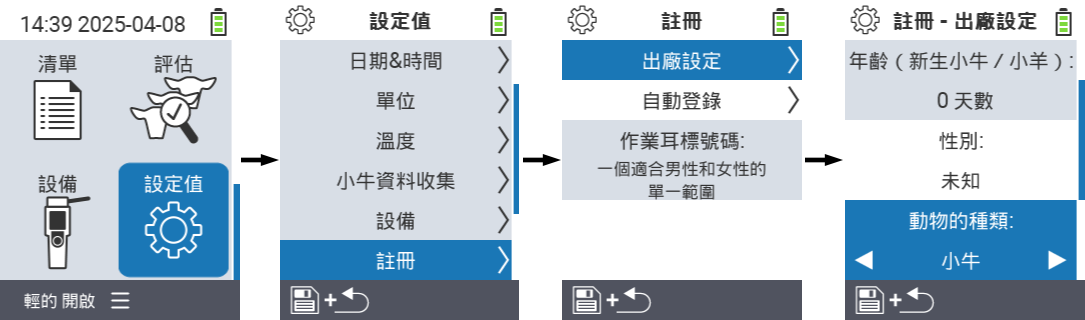 14:39 2025-04-08
清單
評估
設備
設定值
輕的 開啟
設定值
日期&時間
單位
溫度
小牛資料收集
設備
註冊
+
註冊
出廠設定
自動登錄
作業耳標號碼:
一個適合男性和女性的
單一範圍
+
註冊 - 出廠設定
年齡（新生小牛 / 小羊）:
0 天數
性別:
未知
動物的種類:
小牛
+